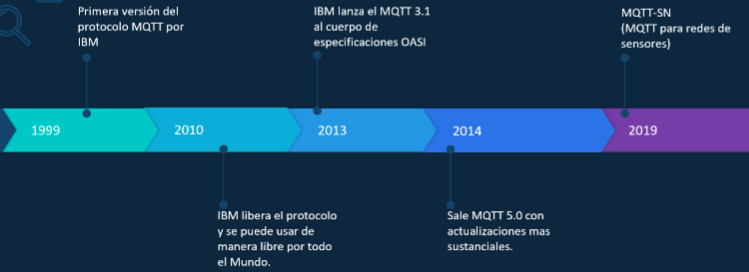 Primera versión del
protocolo MQTT por
IBM
IBM lanza el MQTT 3.1
al cuerpo de
especificaciones OASI
MQTT-SN
(MQTT para redes de
sensores)
1999
2010
2013
2014
2019
IBM libera el protocolo
y se puede usar de
manera libre por todo
el Mundo.
Sale MQTT 5.0 con
actualizaciones mas
sustanciales.